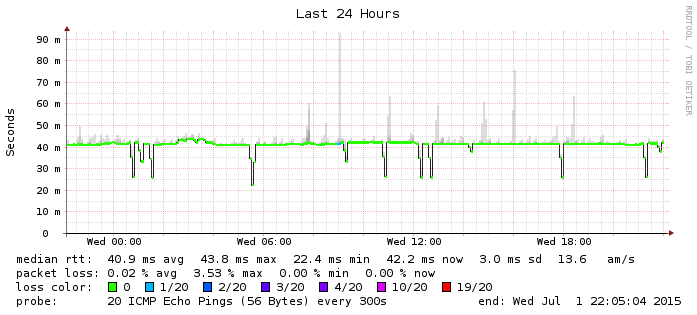 Last 24 Hours
RRDTOOL / TOBI OETIKER
Seconds
90 m
80 m
70 m
60 m
50 m
40 m
30 m
20 m
10 m
0
Wed 00:00 Wed 06:00 Wed 12:00 Wed 18:00
median rtt: 40.9 ms avg 43.8 ms max 22.4 ms min 42.2 ms now 3.0 ms sd 13.6 am/s
packet loss: 0.02 % avg 3.53 % max 0.00 % min 0.00 % now
loss color: 0 1/20 2/20 3/20 4/20 10/20 19/20
probe: 20 ICMP Echo Pings (56 Bytes) every 300s end: Wed Jul 1 22:05:04 2015